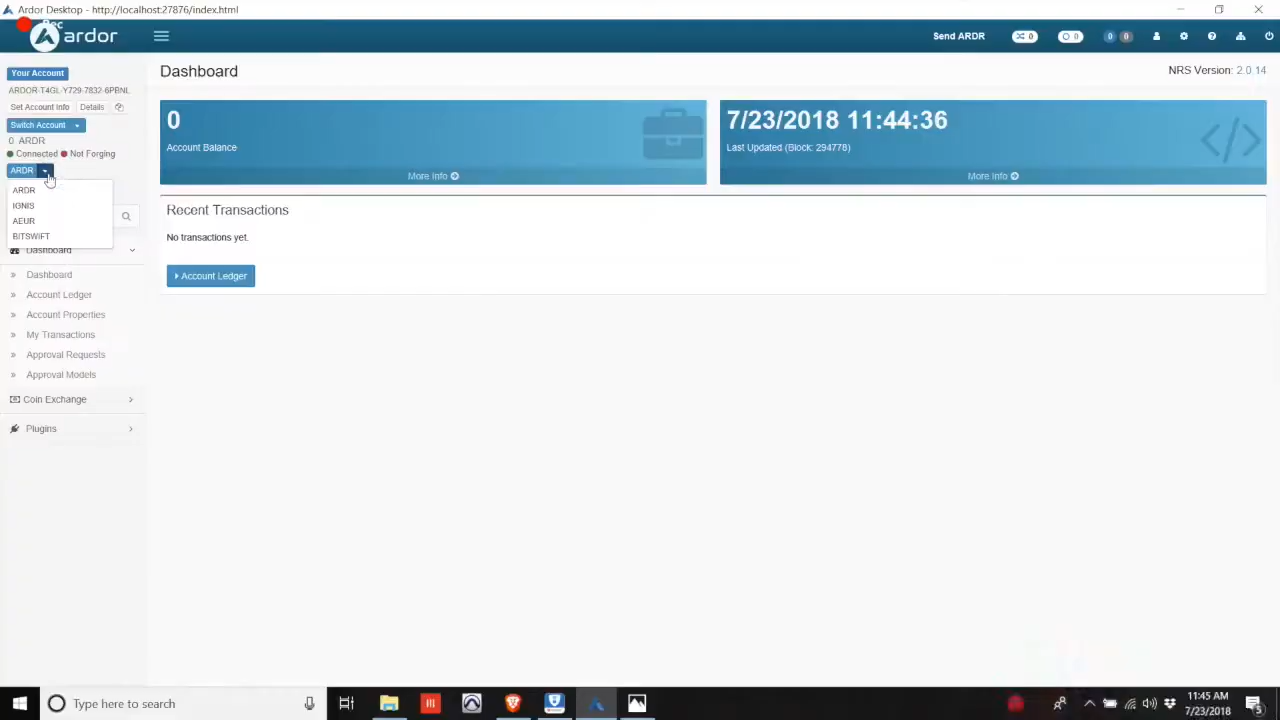 Ardor Desktop - http://localhost:27876/index.html
Rec
ardor
Send ARDR
0
0
0 0
Your Account
ARDOR-T4GL-Y729-7832-6PBNL
Set Account Info Details
Switch Account
0 ARDR
Connected Not Forging
ARDR
ARDR
IGNIS
AEUR
BITSWIFT
Dashboard
Dashboard
Account Ledger
Account Properties
My Transactions
Approval Requests
Approval Models
Coin Exchange
Plugins
Dashboard
NRS Version: 2.0.14
0
Account Balance
More Info
7/23/2018 11:44:36
Last Updated (Block: 294778)
More Info
Recent Transactions
No transactions yet.
Account Ledger
Type here to search
11:45 AM
7/23/2018